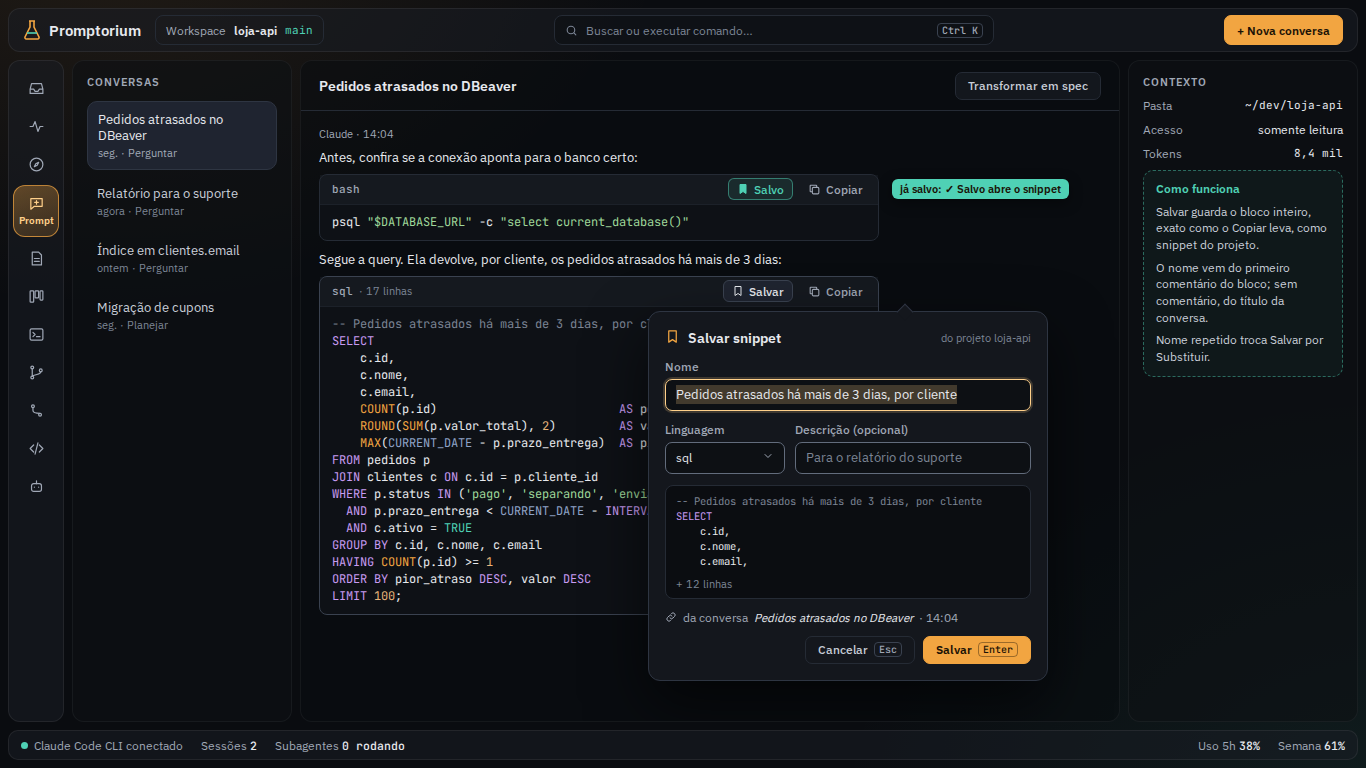 Promptorium
Workspace loja-api main
Buscar ou executar comando...
Ctrl K
+ Nova conversa
Prompt
CONVERSAS
Pedidos atrasados no
DBeaver
seg. · Perguntar
Relatório para o suporte
agora · Perguntar
Índice em clientes.email
ontem · Perguntar
Migração de cupons
seg. · Planejar
Pedidos atrasados no DBeaver
Transformar em spec
Claude · 14:04
Antes, confira se a conexão aponta para o banco certo:
bash
Salvo
Copiar
já salvo: ✓ Salvo abre o snippet
psql "$DATABASE_URL" -c "select current_database()"
Segue a query. Ela devolve, por cliente, os pedidos atrasados há mais de 3 dias:
sql · 17 linhas
Salvar
Copiar
-- Pedidos atrasados há mais de 3 dias, por c
SELECT
c.id,
c.nome,
c.email,
COUNT(p.id) AS p
ROUND(SUM(p.valor_total), 2) AS v
MAX(CURRENT_DATE - p.prazo_entrega) AS p
FROM pedidos p
JOIN clientes c ON c.id = p.cliente_id
WHERE p.status IN ('pago', 'separando', 'envi
AND p.prazo_entrega < CURRENT_DATE - INTERV
AND c.ativo = TRUE
GROUP BY c.id, c.nome, c.email
HAVING COUNT(p.id) >= 1
ORDER BY pior_atraso DESC, valor DESC
LIMIT 100;
Salvar snippet
do projeto loja-api
Nome
Pedidos atrasados há mais de 3 dias, por cliente
Linguagem
Descrição (opcional)
sql
Para o relatório do suporte
-- Pedidos atrasados há mais de 3 dias, por cliente
SELECT
c.id,
c.nome,
c.email,
+ 12 linhas
da conversa Pedidos atrasados no DBeaver · 14:04
Cancelar Esc
Salvar Enter
CONTEXTO
Pasta ~/dev/loja-api
Acesso somente leitura
Tokens 8,4 mil
Como funciona
Salvar guarda o bloco inteiro,
exato como o Copiar leva, como
snippet do projeto.
O nome vem do primeiro
comentário do bloco; sem
comentário, do título da
conversa.
Nome repetido troca Salvar por
Substituir.
Claude Code CLI conectado
Sessões 2
Subagentes 0 rodando
Uso 5h 38%
Semana 61%